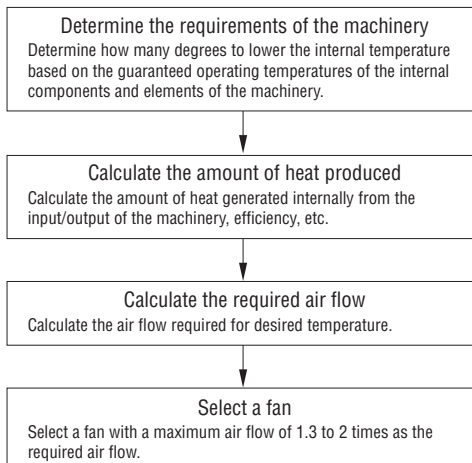 Determine the requirements of the machinery
Determine how many degrees to lower the internal temperature
based on the guaranteed operating temperatures of the internal
components and elements of the machinery.
Calculate the amount of heat produced
Calculate the amount of heat generated internally from the
input/output of the machinery, efficiency, etc.
Calculate the required air flow
Calculate the air flow required for desired temperature.
Select a fan
Select a fan with a maximum air flow of 1.3 to 2 times as the
required air flow.